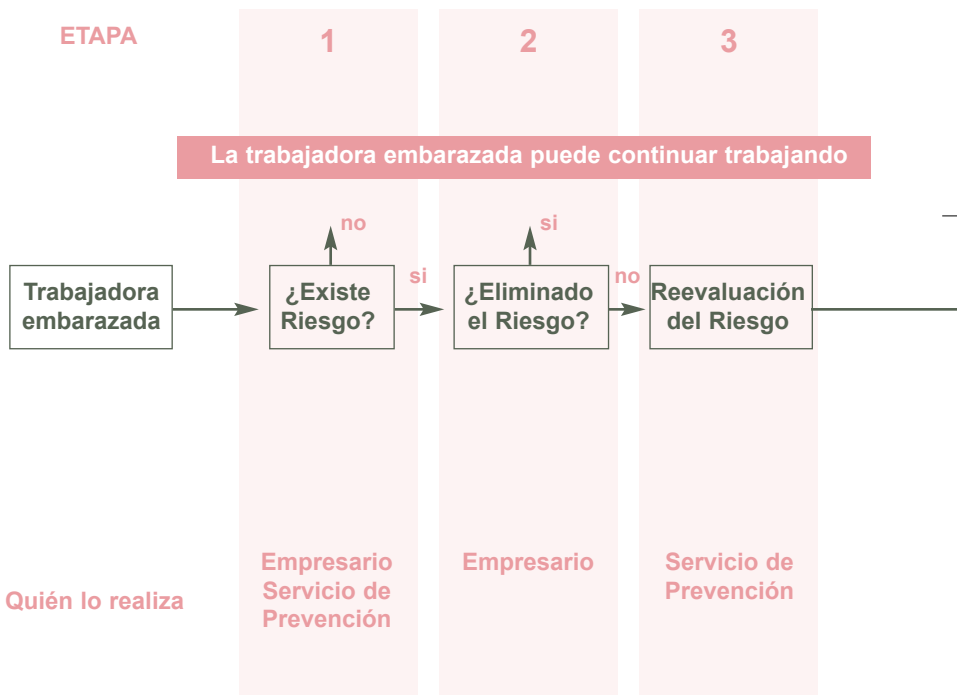 ETAPA
1
2
3
La trabajadora embarazada puede continuar trabajando
no
si
si
no
Trabajadora
embarazada
¿Existe
Riesgo?
¿Eliminado
el Riesgo?
Reevaluación
del Riesgo
Quién lo realiza
Empresario
Servicio de
Prevención
Empresario
Servicio de
Prevención